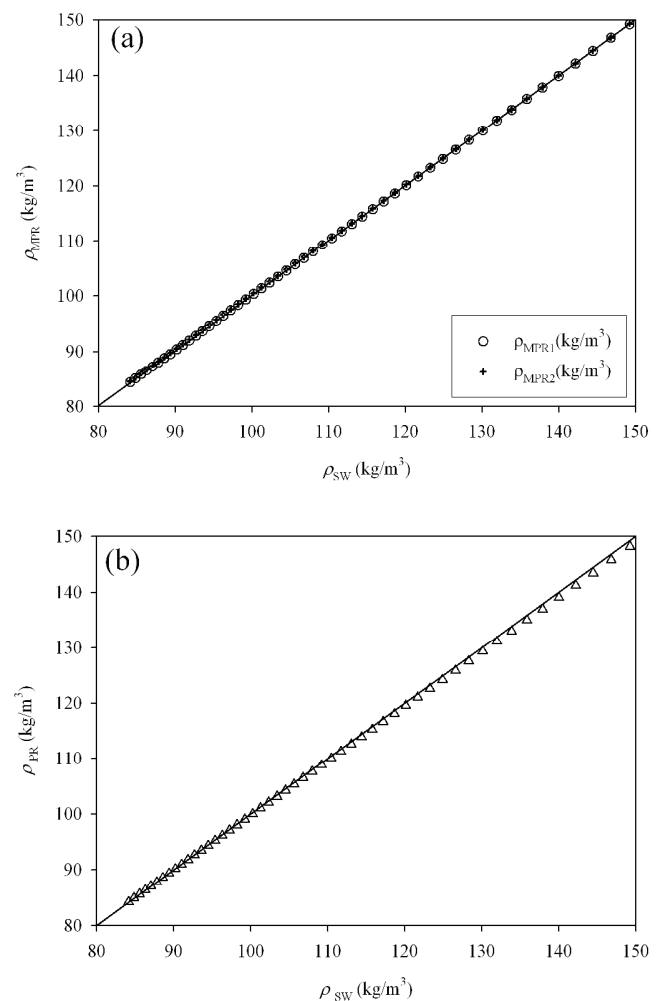 (a)
150
140
130
120
110
100
90
80
ρMPR (kg/m³)
ρMPR1(kg/m³)
ρMPR2(kg/m³)
80 90 100 110 120 130 140 150
ρSW (kg/m³)
(b)
150
140
130
120
110
100
90
80
ρ PR (kg/m³)
80 90 100 110 120 130 140 150
ρ SW (kg/m³)